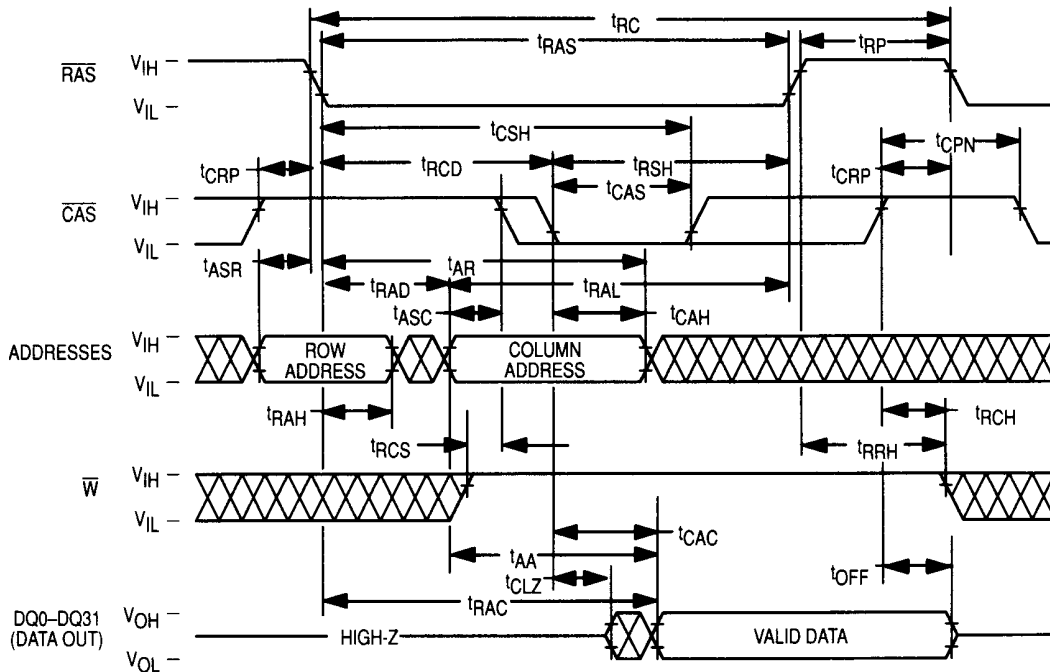 tRC
tRAS
tRP
RAS
VIH
VIL
tCSH
tCPN
tCRP
tRCD
tRSH
tCRP
tCAS
CAS
VIH
VIL
tASR
tAR
tRAD
tRAL
tASC
tCAH
ADDRESSES
VIH
VIL
ROW
ADDRESS
COLUMN
ADDRESS
tRAH
tRCH
tRCS
tRRH
W
VIH
VIL
tCAC
tAA
tCLZ
tOFF
tRAC
DQ0–DQ31
(DATA OUT)
VOH
VOL
HIGH-Z
VALID DATA